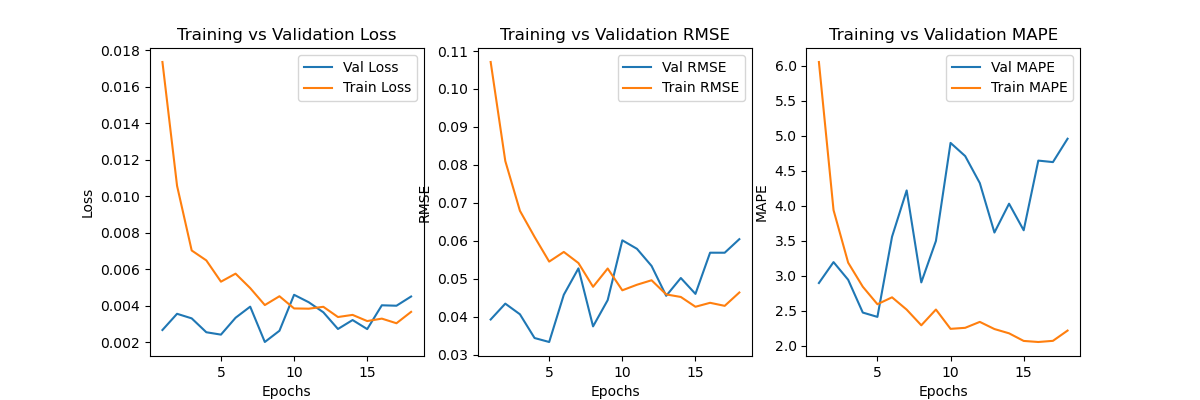 Training vs Validation Loss
0.018
0.016
0.014
0.012
0.010
0.008
0.006
0.004
0.002
Loss
5
10
15
Epochs
Val Loss
Train Loss
Training vs Validation RMSE
0.11
0.10
0.09
0.08
0.07
0.06
0.05
0.04
0.03
RMSE
5
10
15
Epochs
Val RMSE
Train RMSE
Training vs Validation MAPE
6.0
5.5
5.0
4.5
4.0
3.5
3.0
2.5
2.0
MAPE
5
10
15
Epochs
Val MAPE
Train MAPE